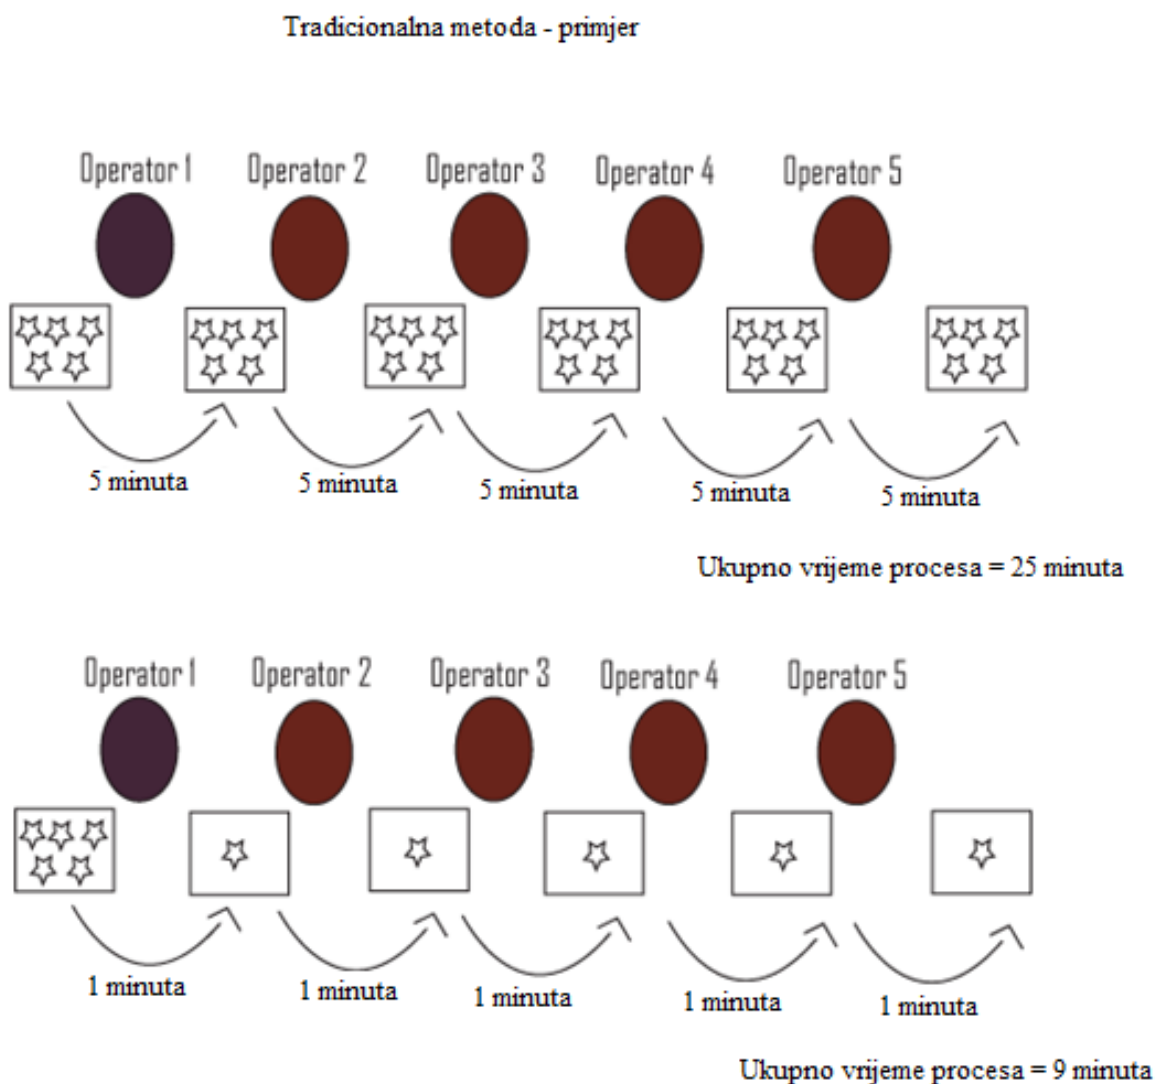 Tradicionalna metoda - primjer
Operator 1 Operator 2 Operator 3 Operator 4 Operator 5
5 minuta 5 minuta 5 minuta 5 minuta 5 minuta
Ukupno vrijeme procesa = 25 minuta
Operator 1 Operator 2 Operator 3 Operator 4 Operator 5
1 minuta 1 minuta 1 minuta 1 minuta 1 minuta
Ukupno vrijeme procesa = 9 minuta